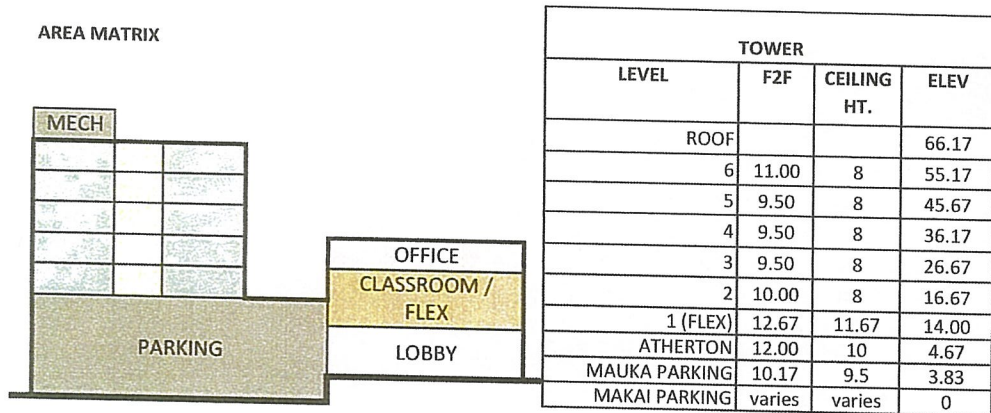 AREA MATRIX
MECH
OFFICE
CLASSROOM /
FLEX
PARKING
LOBBY
TOWER
LEVEL F2F CEILING HT. ELEV
ROOF 66.17
6 11.00 8 55.17
5 9.50 8 45.67
4 9.50 8 36.17
3 9.50 8 26.67
2 10.00 8 16.67
1 (FLEX) 12.67 11.67 14.00
ATHERTON 12.00 10 4.67
MAUKA PARKING 10.17 9.5 3.83
MAKAI PARKING varies varies 0